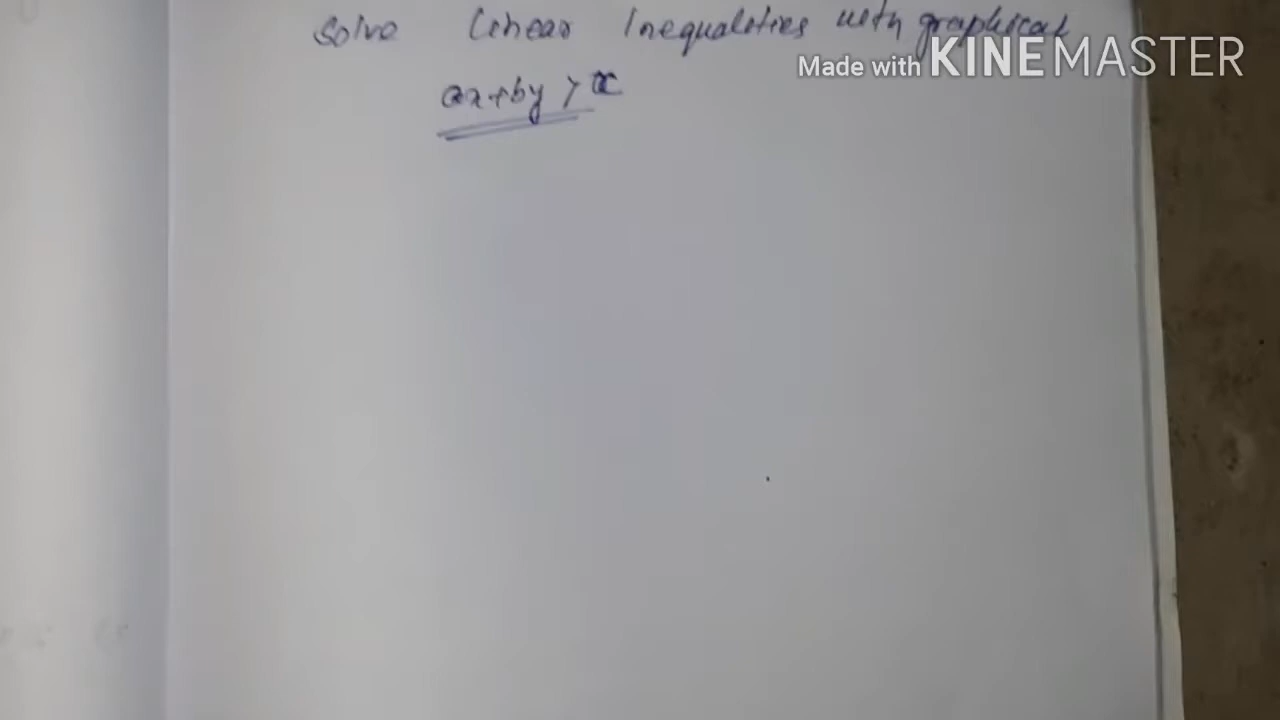 Solve Linear Inequalities with graphical
Made with KINEMASTER
ax+by > x